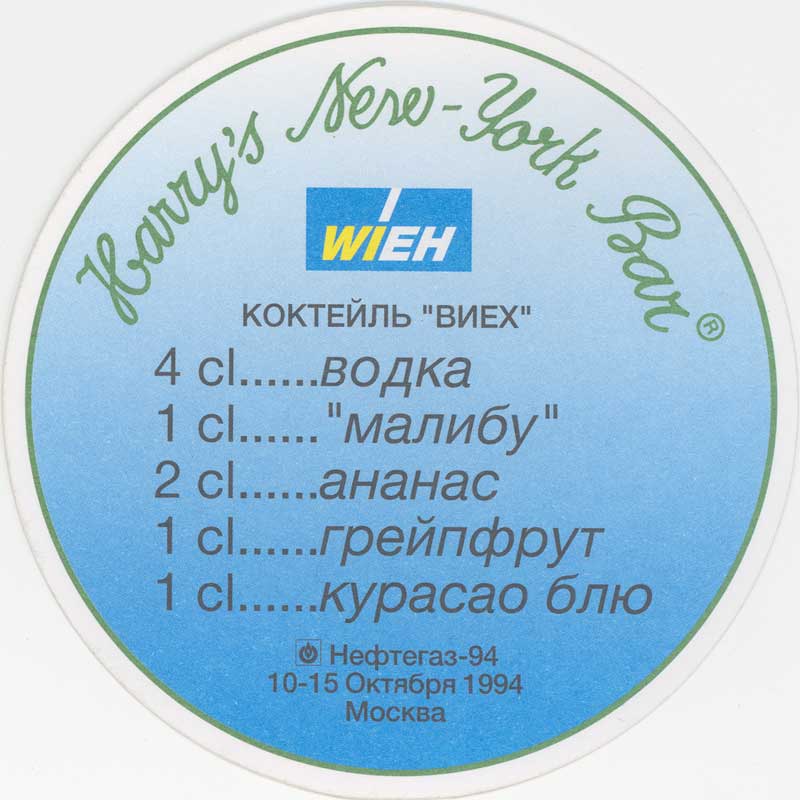 Harry's New-York Bar®
WIEH
КОКТЕЙЛЬ "ВИЕХ"
4 cl......водка
1 cl......"малибу"
2 cl......ананас
1 cl......грейпфрут
1 cl......курасао блю
Нефтегаз-94
10-15 Октября 1994
Москва